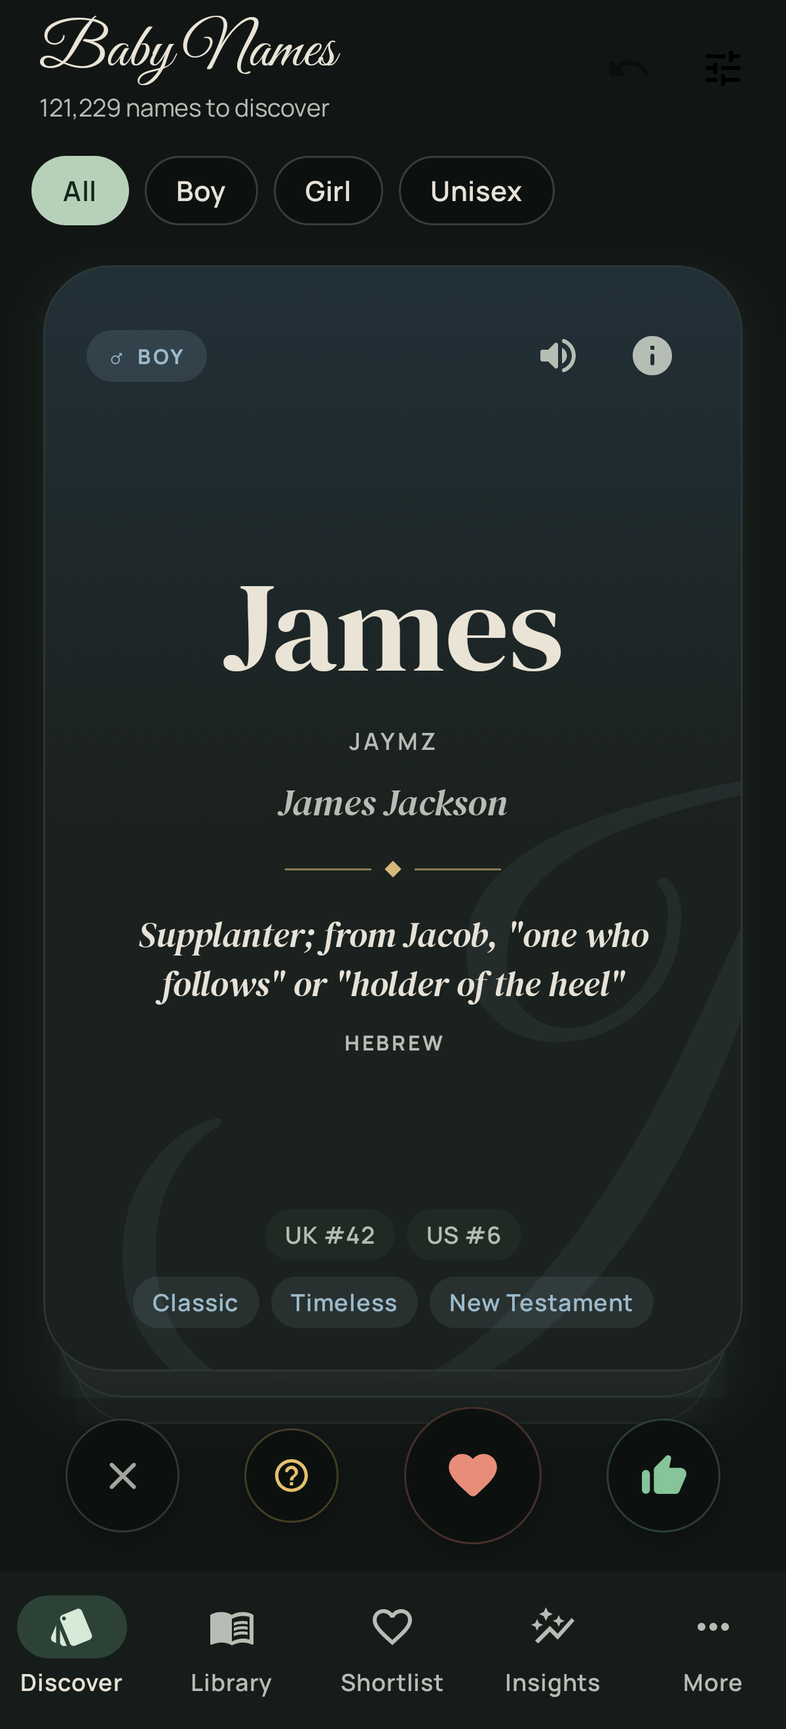 Baby Names
121,229 names to discover
All
Boy
Girl
Unisex
♂ BOY
James
JAYMZ
James Jackson
Supplanter; from Jacob, "one who
follows" or "holder of the heel"
HEBREW
UK #42
US #6
Classic
Timeless
New Testament
Discover
Library
Shortlist
Insights
More